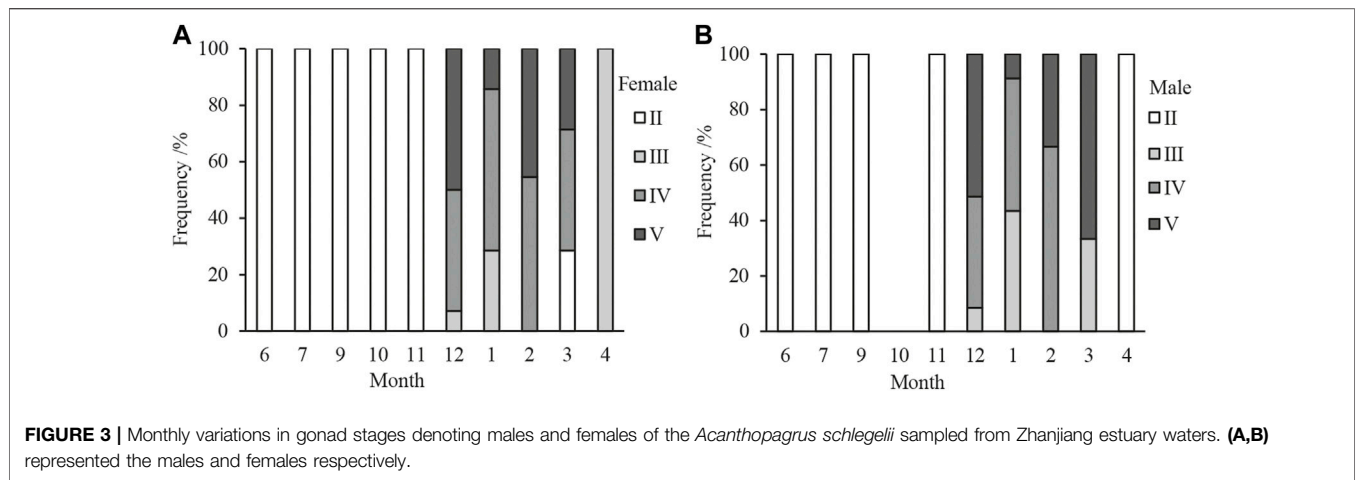 A
100
80
60
40
20
0
Frequency /%
6 7 9 10 11 12 1 2 3 4
Month
Female
II
III
IV
V
B
100
80
60
40
20
0
Frequency /%
6 7 9 10 11 12 1 2 3 4
Month
Male
II
III
IV
V
FIGURE 3 | Monthly variations in gonad stages denoting males and females of the Acanthopagrus schlegelii sampled from Zhanjiang estuary waters. (A,B)
represented the males and females respectively.